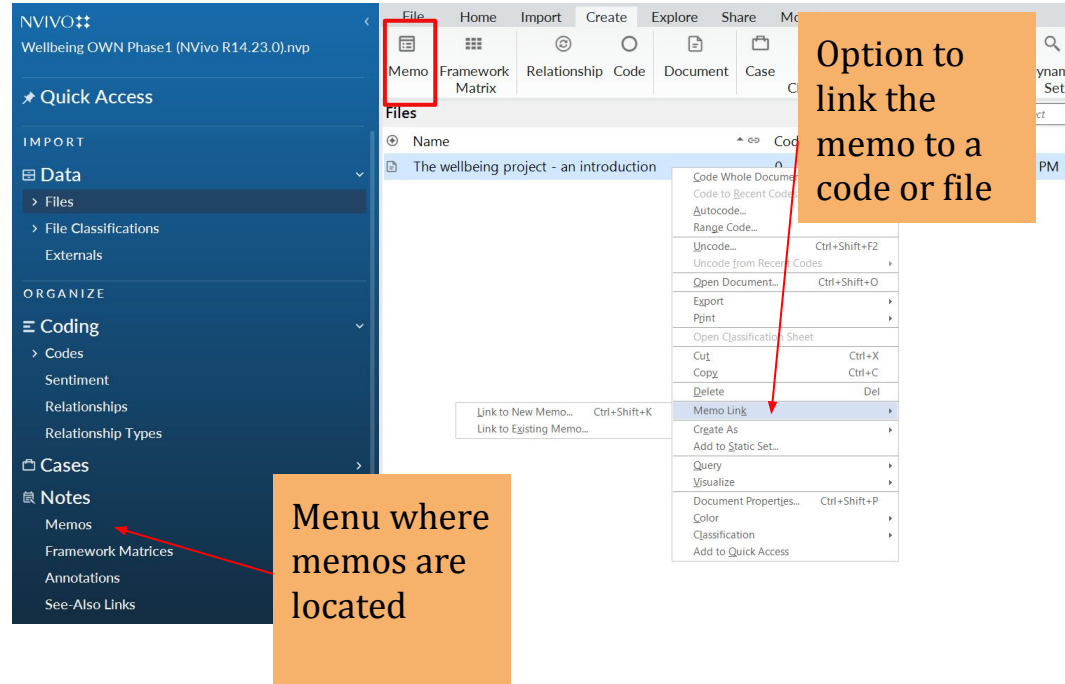 NVIVO
Wellbeing OWN Phase1 (NVivo R14.23.0).nvp
Quick Access
IMPORT
Data
Files
File Classifications
Externals
ORGANIZE
Coding
Codes
Sentiment
Relationships
Relationship Types
Cases
Notes
Memos
Framework Matrices
Annotations
See-Also Links
File Home Import Create Explore Share
Memo Framework Matrix Relationship Code Document Case
Set
Files
Name
The wellbeing project - an introduction 0 PM
Code Whole
Code to Recent Codes
Autocode...
Range Code...
Uncode... Ctrl+Shift+F2
Uncode from Recent Codes
Open Document... Ctrl+Shift+O
Export
Print
Open Classification Sheet
Cut Ctrl+X
Copy Ctrl+C
Delete Del
Memo Link
Link to New Memo... Ctrl+Shift+K
Link to Existing Memo...
Create As
Add to Static Set...
Query
Visualize
Document Properties... Ctrl+Shift+P
Color
Classification
Add to Quick Access
Option to
link the
memo to a
code or file
Menu where
memos are
located